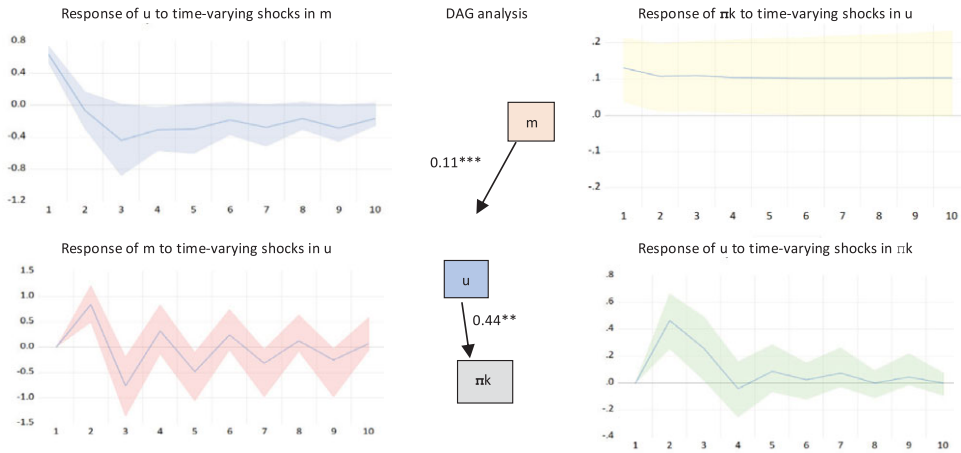 Response of u to time-varying shocks in m
0.8
0.4
0.0
-0.4
-0.8
-1.2
1 2 3 4 5 6 7 8 9 10
Response of m to time-varying shocks in u
1.5
1.0
0.5
0.0
-0.5
-1.0
-1.5
1 2 3 4 5 6 7 8 9 10
DAG analysis
m
0.11***
u
0.44**
πk
Response of πk to time-varying shocks in u
.2
.1
.0
-.1
-.2
1 2 3 4 5 6 7 8 9 10
Response of u to time-varying shocks in πk
.8
.6
.4
.2
.0
-.2
-.4
1 2 3 4 5 6 7 8 9 10